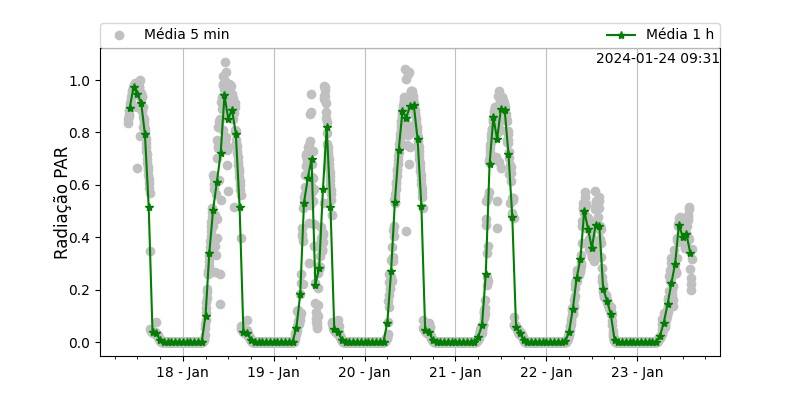 Média 5 min
Média 1 h
2024-01-24 09:31
Radiação PAR
1.0
0.8
0.6
0.4
0.2
0.0
18 - Jan
19 - Jan
20 - Jan
21 - Jan
22 - Jan
23 - Jan